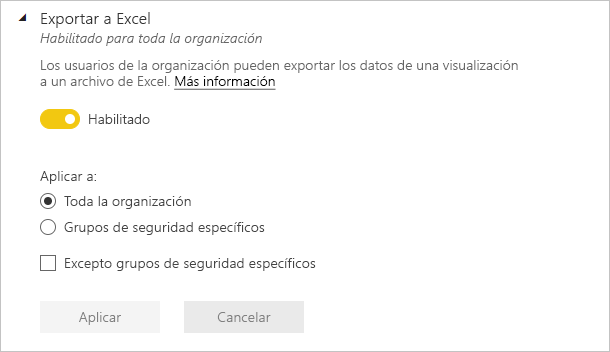 Exportar a Excel
Habilitado para toda la organización
Los usuarios de la organización pueden exportar los datos de una visualización
a un archivo de Excel. Más información
Habilitado
Aplicar a:
Toda la organización
Grupos de seguridad específicos
Excepto grupos de seguridad específicos
Aplicar
Cancelar